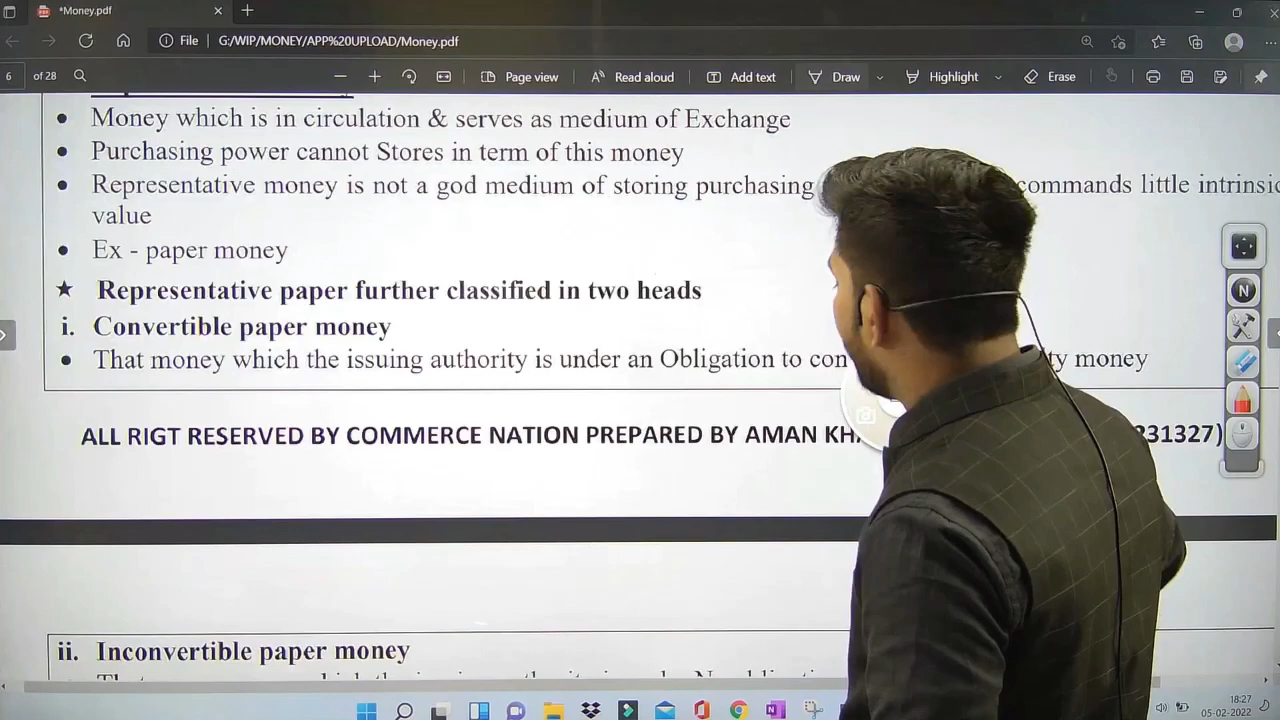 *Money.pdf
File G:/WIP/MONEY/APP%20UPLOAD/Money.pdf
6 of 28 Page view Read aloud Add text Draw Highlight Erase
Money which is in circulation & serves as medium of Exchange
Purchasing power cannot Stores in term of this money
Representative money is not a god medium of storing purchasing commands little
value
Ex - paper money
★ Representative paper further classified in two heads
i. Convertible paper money
That money which the issuing authority is under an Obligation to money
ALL RIGT RESERVED BY COMMERCE NATION PREPARED BY AMAN 231327)
ii. Inconvertible paper money
N
18:27
05-02-2022